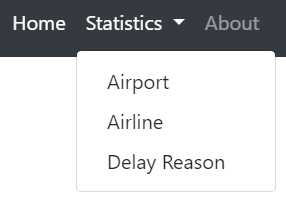 Home Statistics About
Airport
Airline
Delay Reason